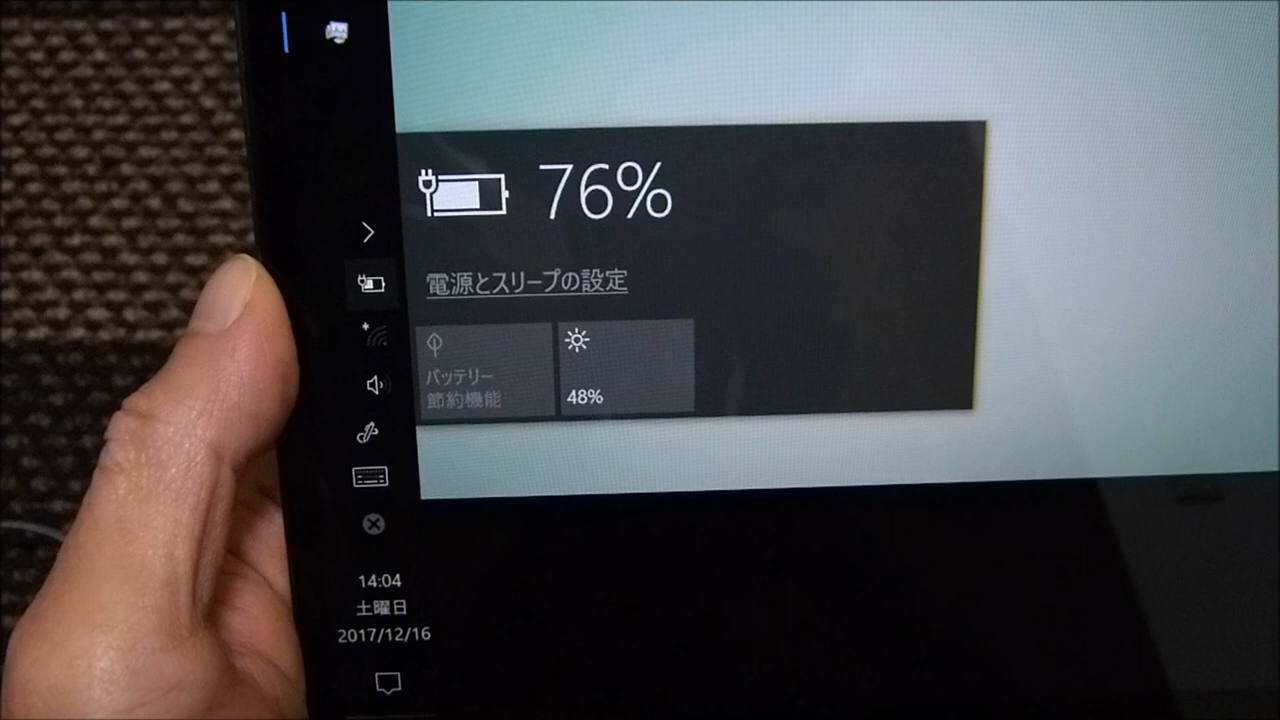 76%
電源とスリープの設定
バッテリー
節約機能
48%
14:04
土曜日
2017/12/16